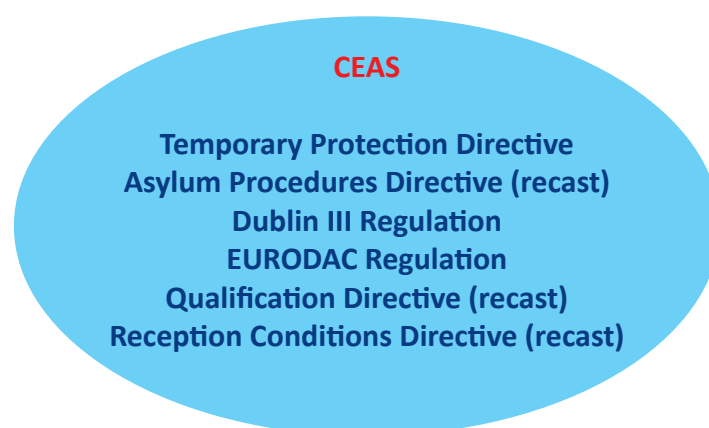 CEAS
Temporary Protection Directive
Asylum Procedures Directive (recast)
Dublin III Regulation
EURODAC Regulation
Qualification Directive (recast)
Reception Conditions Directive (recast)